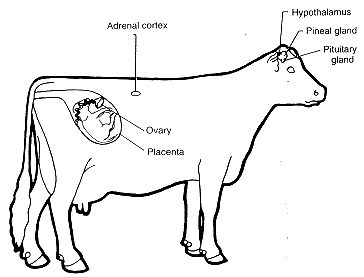 Hypothalamus
Adrenal cortex
Pineal gland
Pituitary
gland
Ovary
Placenta